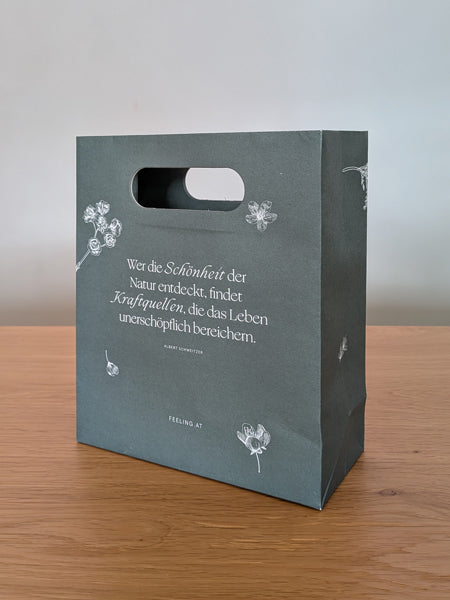 Wer die Schönheit der
Natur entdeckt, findet
Kraftquellen, die das Leben
unerschöpflich bereichern.
ALBERT SCHWEITZER
FEELING.AT